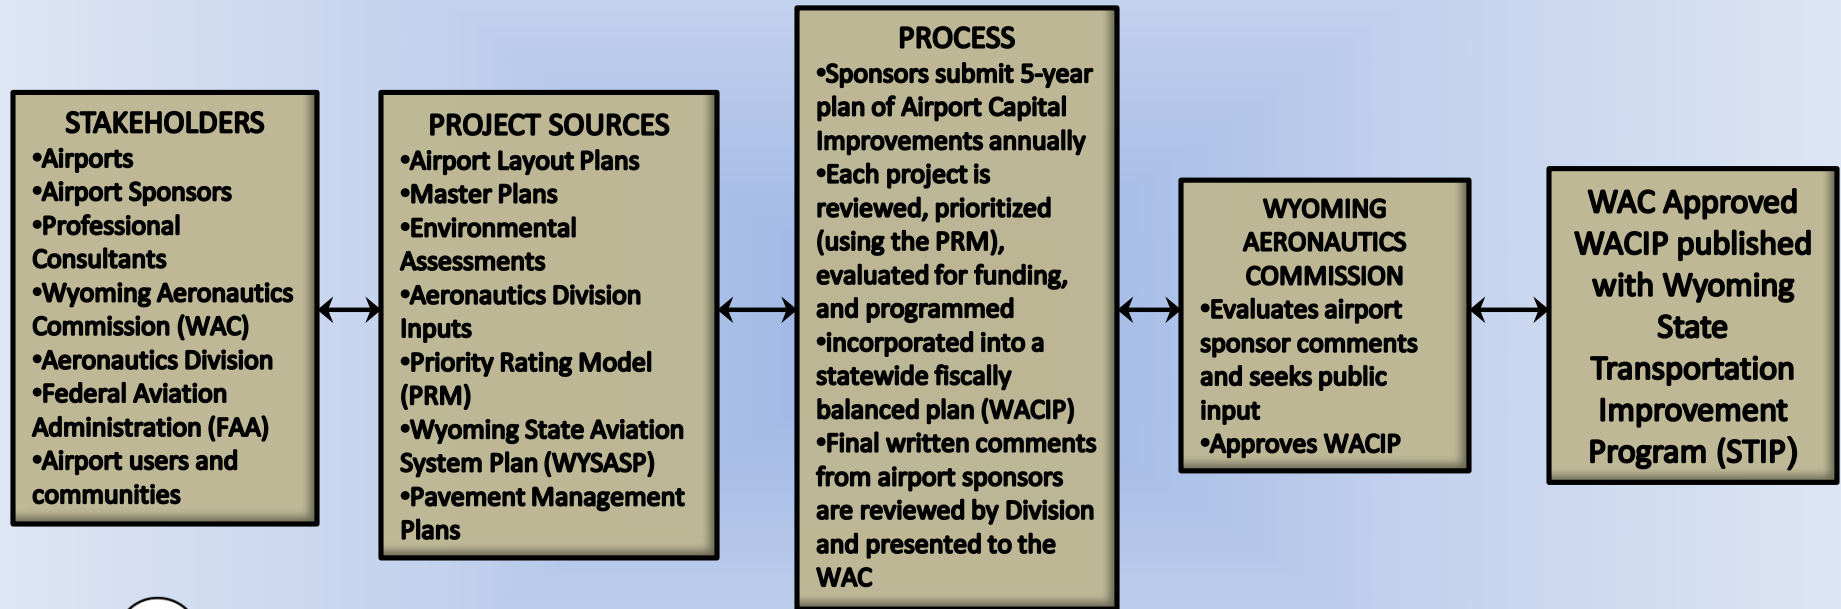 STAKEHOLDERS
•Airports
•Airport Sponsors
•Professional
Consultants
•Wyoming Aeronautics
Commission (WAC)
•Aeronautics Division
•Federal Aviation
Administration (FAA)
•Airport users and
communities
PROJECT SOURCES
•Airport Layout Plans
•Master Plans
•Environmental
Assessments
•Aeronautics Division
Inputs
•Priority Rating Model
(PRM)
•Wyoming State Aviation
System Plan (WYSASP)
•Pavement Management
Plans
PROCESS
•Sponsors submit 5-year
plan of Airport Capital
Improvements annually
•Each project is
reviewed, prioritized
(using the PRM),
evaluated for funding,
and programmed
•incorporated into a
statewide fiscally
balanced plan (WACIP)
•Final written comments
from airport sponsors
are reviewed by Division
and presented to the
WAC
WYOMING
AERONAUTICS
COMMISSION
•Evaluates airport
sponsor comments
and seeks public
input
•Approves WACIP
WAC Approved
WACIP published
with Wyoming
State
Transportation
Improvement
Program (STIP)